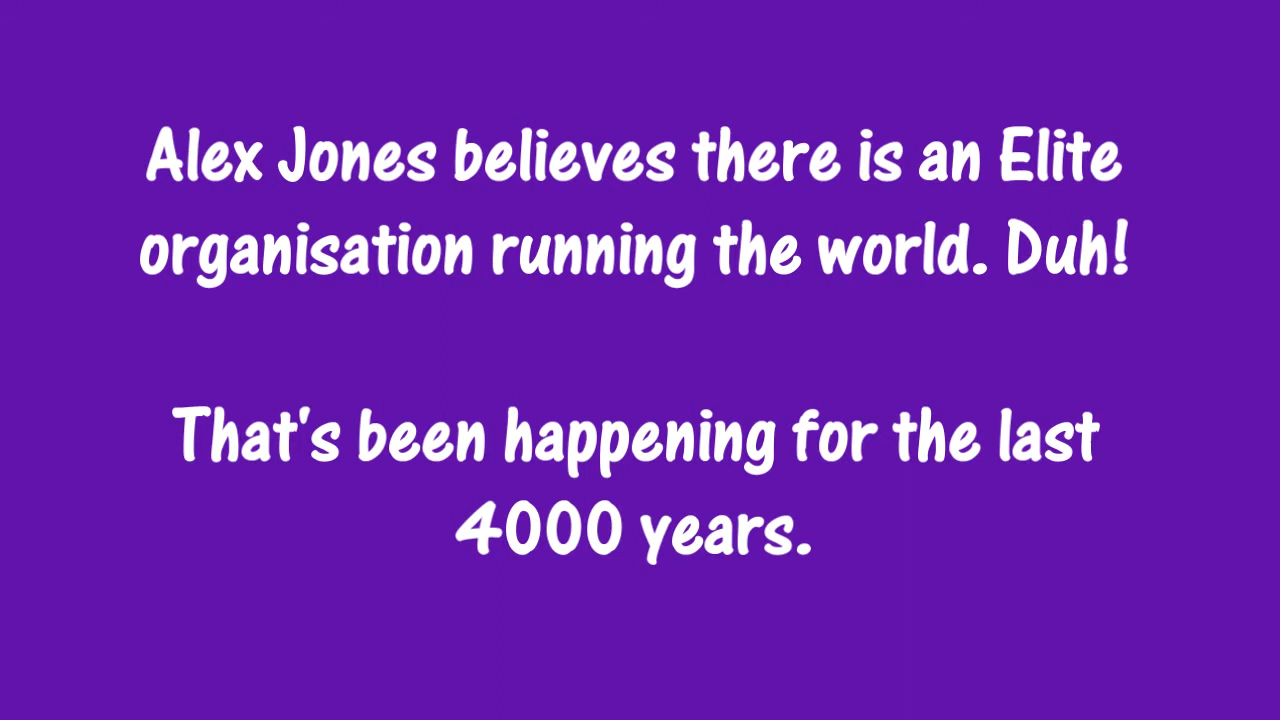 Alex Jones believes there is an Elite
organisation running the world. Duh!
That's been happening for the last
4000 years.